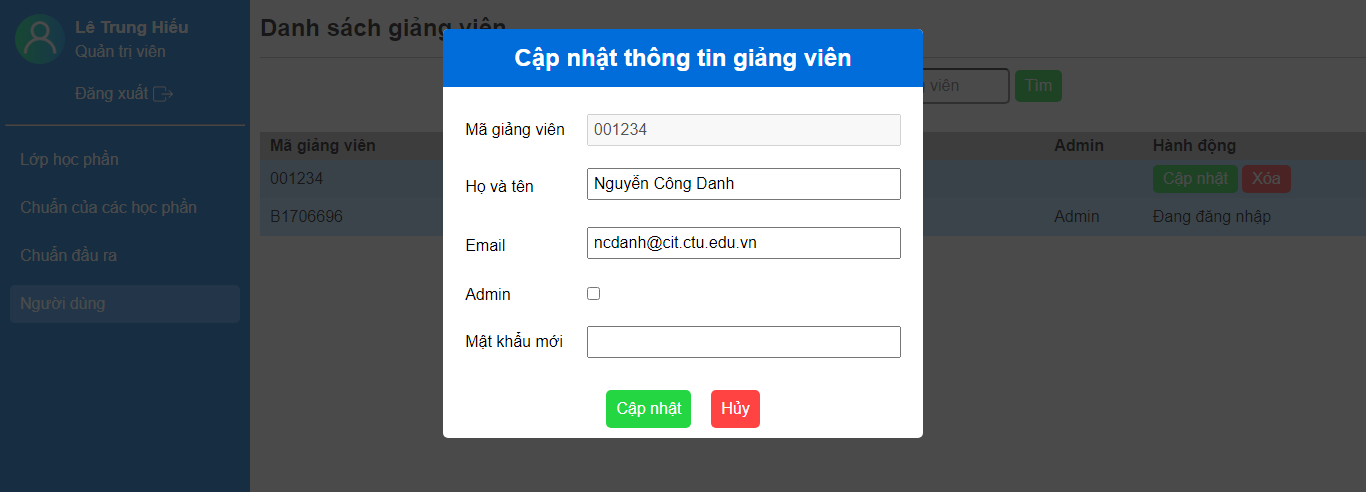 Lê Trung Hiếu
Quản trị viên
Đăng xuất
Lớp học phần
Chuẩn của các học phần
Chuẩn đầu ra
Người dùng
Danh sách giảng viên
viên
Tìm
Mã giảng viên Admin Hành động
001234 Cập nhật Xóa
B1706696 Admin Đang đăng nhập
Cập nhật thông tin giảng viên
Mã giảng viên 001234
Họ và tên Nguyễn Công Danh
Email ncdanh@cit.ctu.edu.vn
Admin
Mật khẩu mới
Cập nhật Hủy